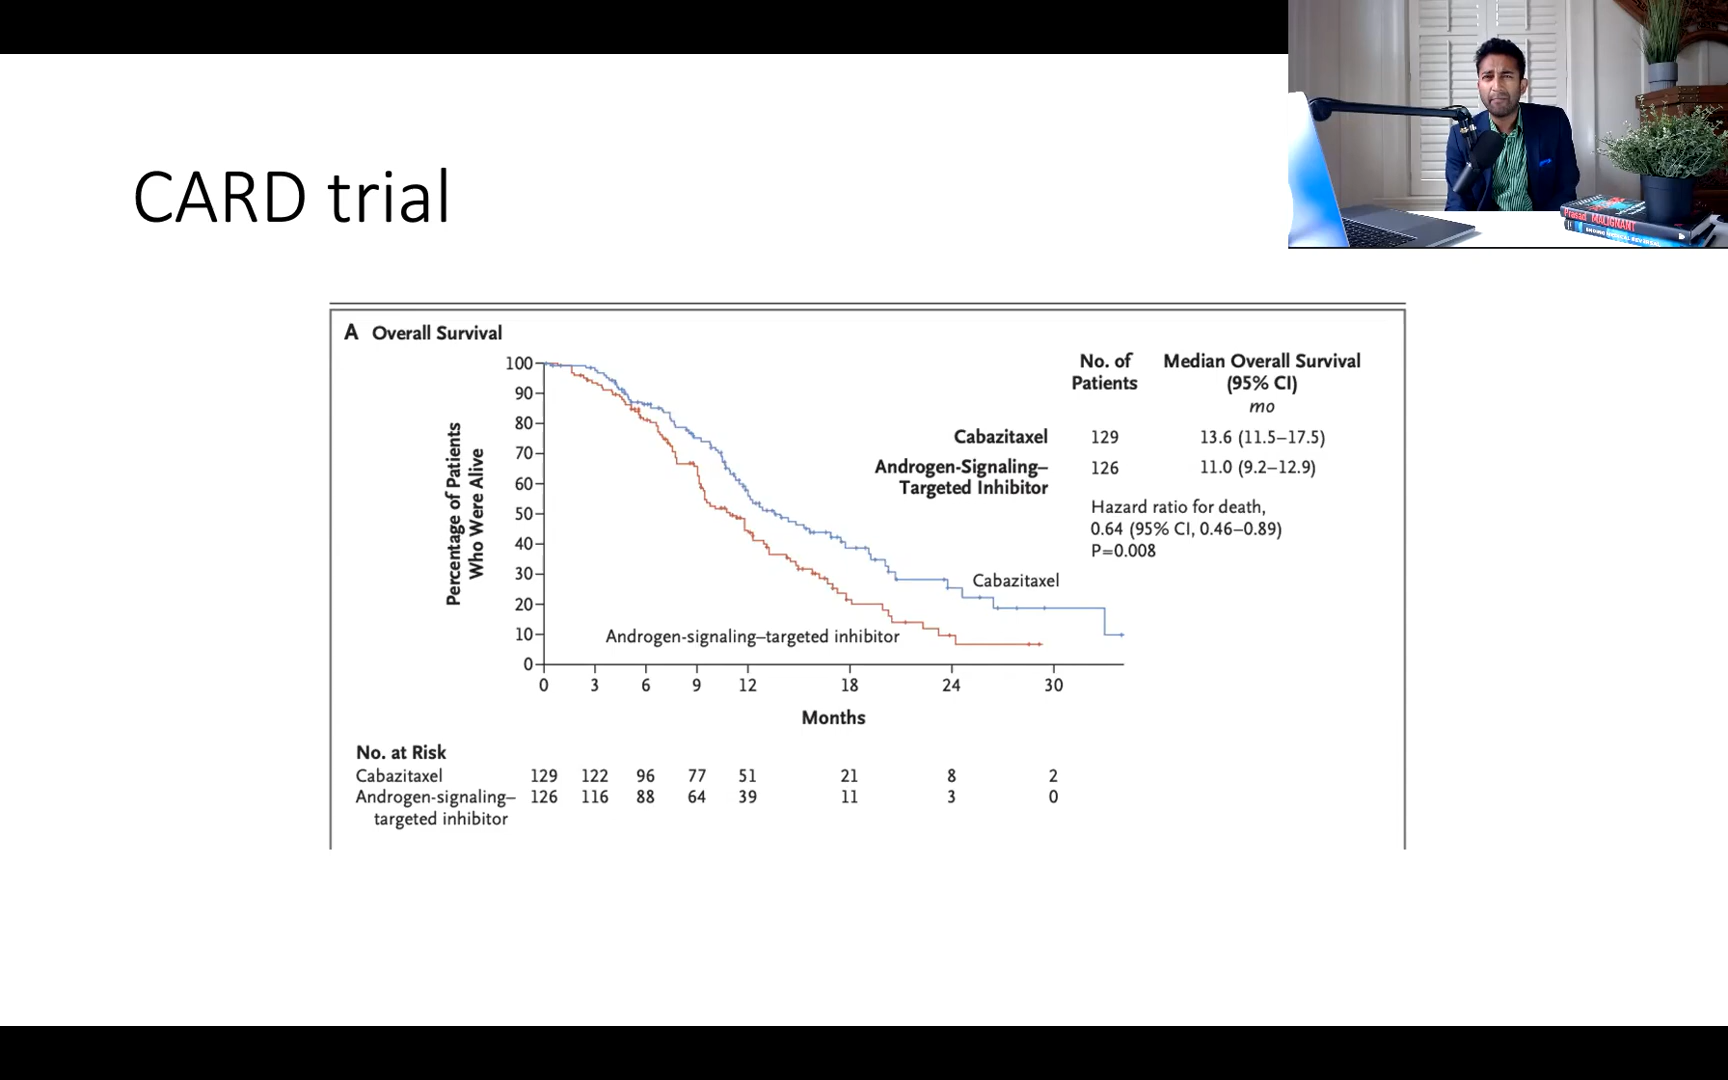 CARD trial
A Overall Survival
Percentage of Patients
Who Were Alive
100
90
80
70
60
50
40
30
20
10
0
0 3 6 9 12 18 24 30
Months
Cabazitaxel
Androgen-signaling–targeted inhibitor
No. of
Patients
Median Overall Survival
(95% CI)
mo
Cabazitaxel 129 13.6 (11.5–17.5)
Androgen-Signaling–
Targeted Inhibitor
126 11.0 (9.2–12.9)
Hazard ratio for death,
0.64 (95% CI, 0.46–0.89)
P=0.008
No. at Risk
Cabazitaxel 129 122 96 77 51 21 8 2
Androgen-signaling– 126 116 88 64 39 11 3 0
targeted inhibitor
Prasad MALIGNANT
ENDING MEDICAL REVERSAL